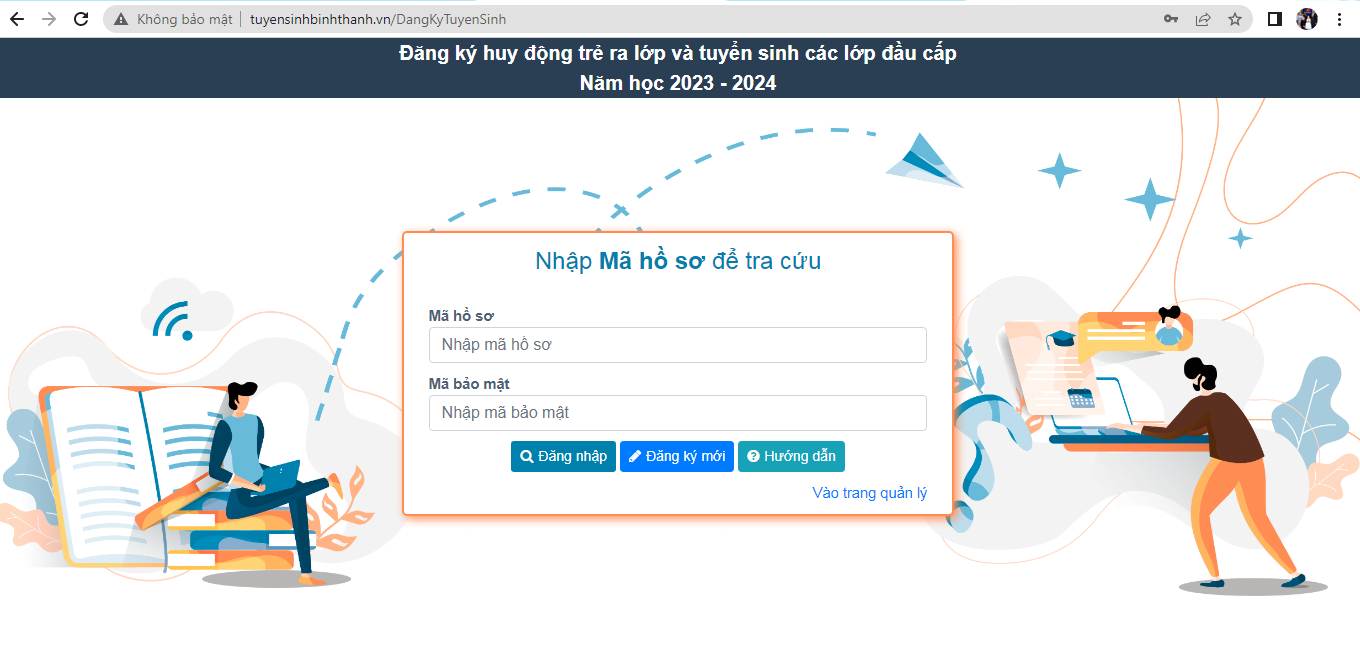 Không bảo mật | tuyensinhbinhthanh.vn/DangKyTuyenSinh
Đăng ký huy động trẻ ra lớp và tuyển sinh các lớp đầu cấp
Năm học 2023 - 2024
Nhập Mã hồ sơ để tra cứu
Mã hồ sơ
Nhập mã hồ sơ
Mã bảo mật
Nhập mã bảo mật
Đăng nhập Đăng ký mới Hướng dẫn
Vào trang quản lý